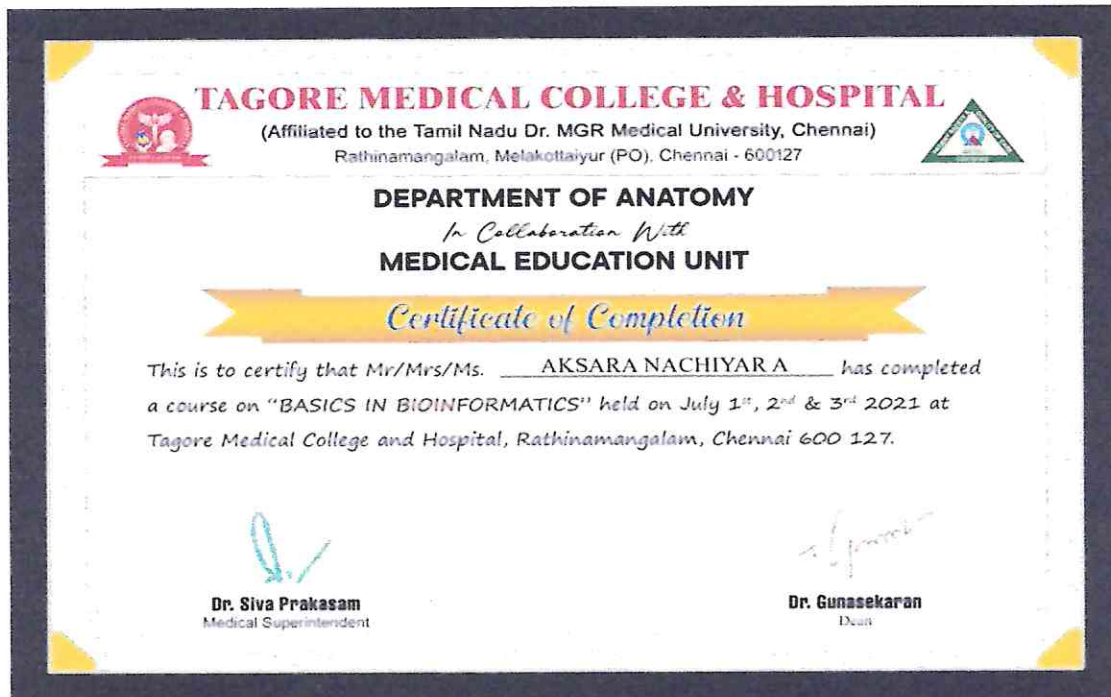 TAGORE MEDICAL COLLEGE & HOSPITAL
(Affiliated to the Tamil Nadu Dr. MGR Medical University, Chennai)
Rathinamangalam, Melakottaiyur (PO), Chennai - 600127
DEPARTMENT OF ANATOMY
In Collaboration With
MEDICAL EDUCATION UNIT
Certificate of Completion
This is to certify that Mr/Mrs/Ms. AKSARA NACHIYAR A has completed
a course on "BASICS IN BIOINFORMATICS" held on July 1st, 2nd & 3rd 2021 at
Tagore Medical College and Hospital, Rathinamangalam, Chennai 600 127.
Dr. Siva Prakasam
Medical Superintendent
Dr. Gunasekaran
Dean